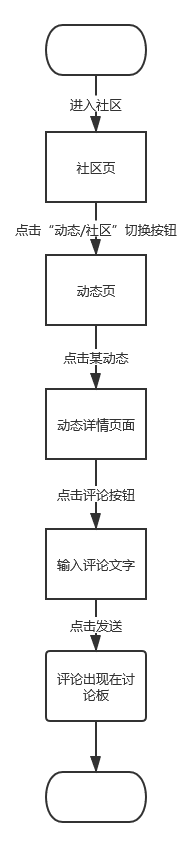 进入社区
社区页
点击“动态/社区”切换按钮
动态页
点击某动态
动态详情页面
点击评论按钮
输入评论文字
点击发送
评论出现在讨
论板